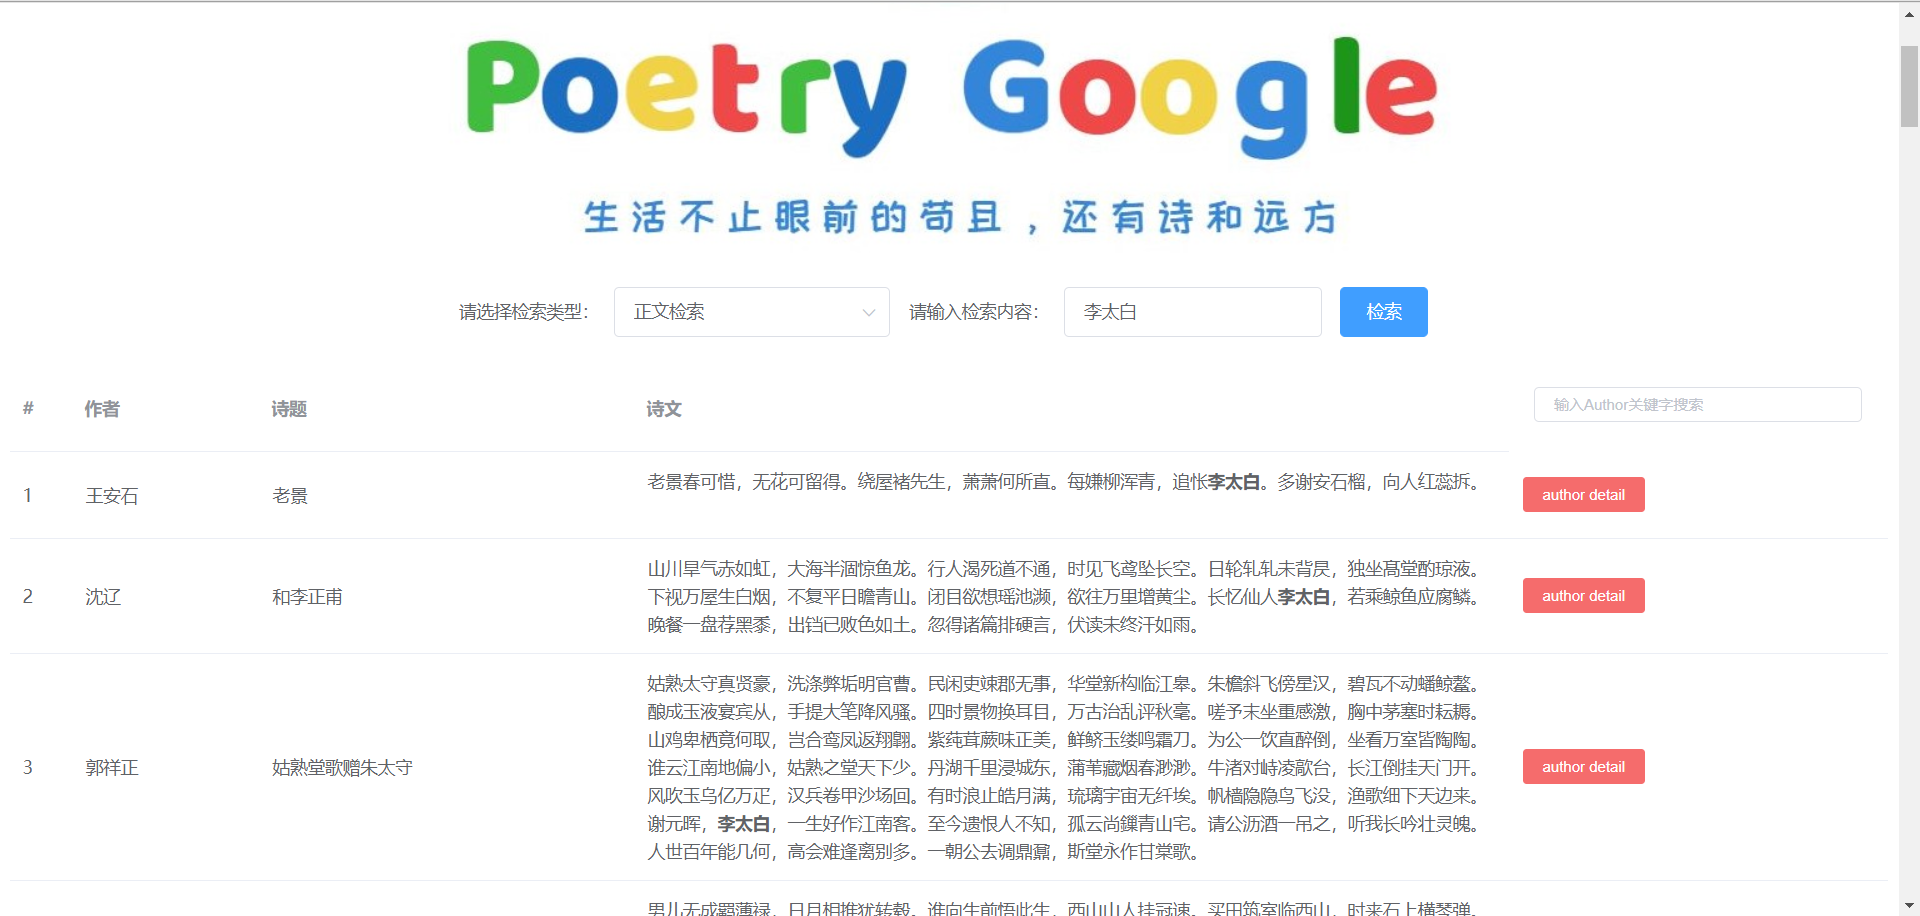 Poetry Google
生活不止眼前的苟且，还有诗和远方
请选择检索类型： 正文检索 请输入检索内容： 李太白 检索
# 作者 诗题 诗文 输入Author关键字搜索
1 王安石 老景 老景春可惜，无花可留得。绕屋褚先生，萧萧何所直。每嫌柳浑青，追怅李太白。多谢安石榴，向人红蕊拆。 author detail
山川旱气赤如虹，大海半涸惊鱼龙。行人渴死道不通，时见飞鸢坠长空。日轮轧轧未背昃，独坐髙堂酌琼液。
2 沈辽 和李正甫 下视万屋生白烟，不复平日瞻青山。闭目欲想瑶池濒，欲往万里增黄尘。长忆仙人李太白，若乘鲸鱼应腐鳞。 author detail
晚餐一盘荐黑黍，出铛已败色如土。忽得诸篇排硬言，伏读未终汗如雨。
姑熟太守真贤豪，洗涤弊垢明官曹。民闲吏竦郡无事，华堂新构临江皋。朱檐斜飞傍星汉，碧瓦不动蟠鲸鳌。
酿成玉液宴宾从，手提大笔降风骚。四时景物换耳目，万古治乱评秋毫。嗟予末坐重感激，胸中茅塞时耘耨。
山鸡卑栖竟何取，岂合鸾凤返翔翱。紫莼茸蕨味正美，鲜鲚玉缕鸣霜刀。为公一饮直醉倒，坐看万室皆陶陶。
3 郭祥正 姑熟堂歌赠朱太守 谁云江南地偏小，姑熟之堂天下少。丹湖千里浸城东，蒲苇藏烟春渺渺。牛渚对峙凌歊台，长江倒挂天门开。 author detail
风吹玉乌亿万疋，汉兵卷甲沙场回。有时浪止皓月满，琉璃宇宙无纤埃。帆樯隐隐鸟飞没，渔歌细下天边来。
谢元晖，李太白，一生好作江南客。至今遗恨人不知，孤云尚鏁青山宅。请公沥酒一吊之，听我长吟壮灵魄。
人世百年能几何，高会难逢离别多。一朝公去调鼎鼐，斯堂永作甘棠歌。
男儿无成羁薄禄，日月相推犹转毂。谁向生前悟此生，西山山人挂冠速。买田筑室临西山，时来石上横琴弹。